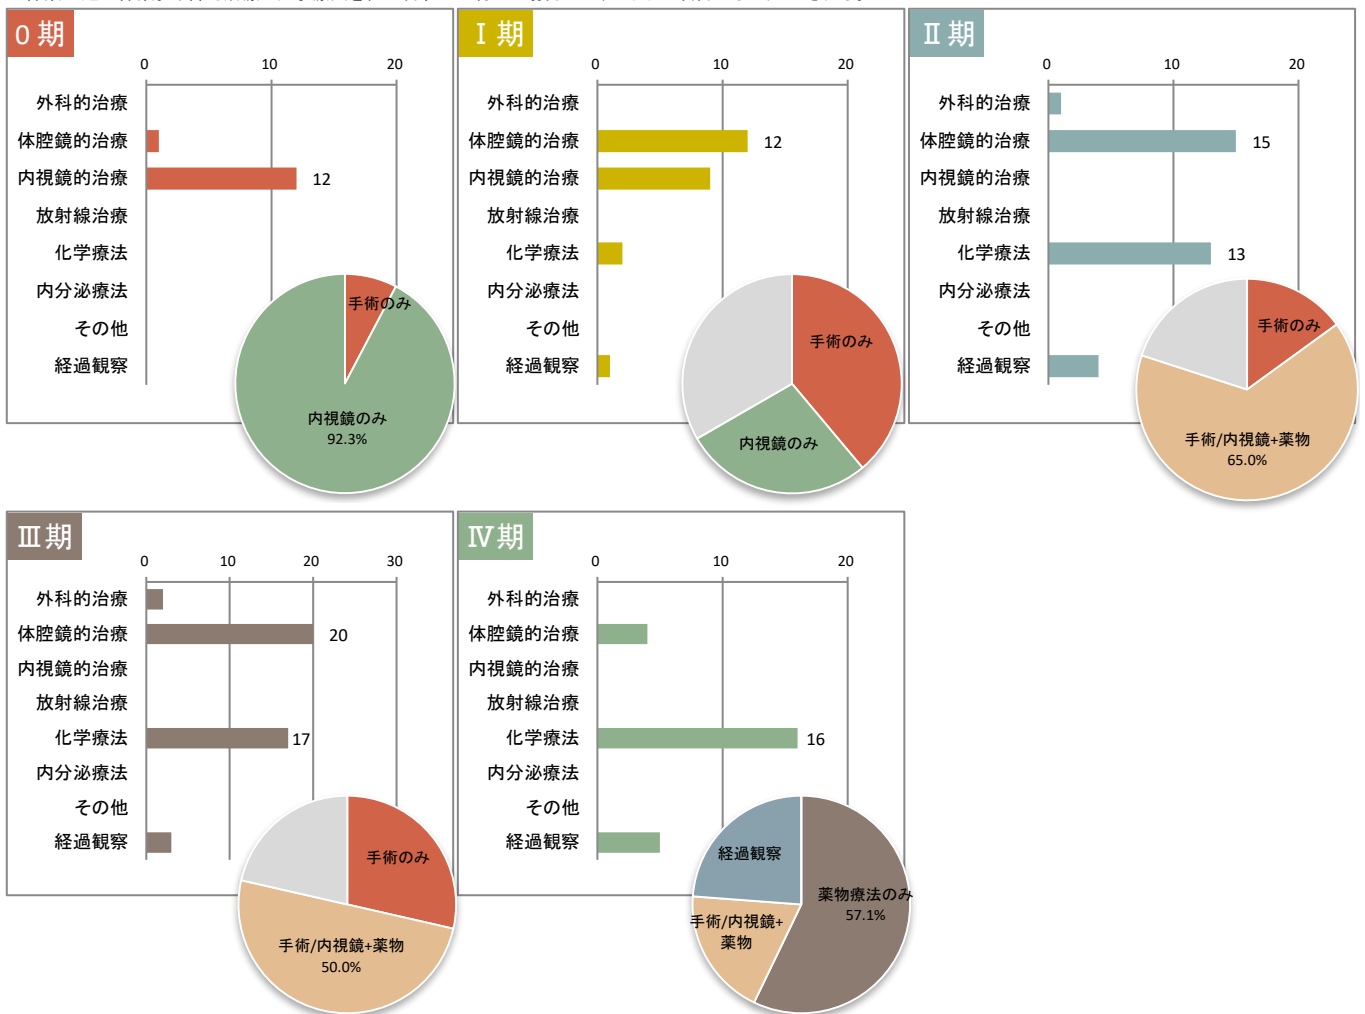 0期
0 10 20
外科的治療
体腔鏡的治療
内視鏡的治療 12
放射線治療
化学療法
内分泌療法
その他
経過観察
手術のみ
内視鏡のみ
92.3%
Ⅰ期
0 10 20
外科的治療
体腔鏡的治療 12
内視鏡的治療
放射線治療
化学療法
内分泌療法
その他
経過観察
手術のみ
内視鏡のみ
Ⅱ期
0 10 20
外科的治療
体腔鏡的治療 15
内視鏡的治療
放射線治療
化学療法 13
内分泌療法
その他
経過観察
手術のみ
手術/内視鏡+薬物
65.0%
Ⅲ期
0 10 20 30
外科的治療
体腔鏡的治療 20
内視鏡的治療
放射線治療
化学療法 17
内分泌療法
その他
経過観察
手術のみ
手術/内視鏡+薬物
50.0%
Ⅳ期
0 10 20
外科的治療
体腔鏡的治療
内視鏡的治療
放射線治療
化学療法 16
内分泌療法
その他
経過観察
経過観察
薬物療法のみ
57.1%
手術/内視鏡+
薬物